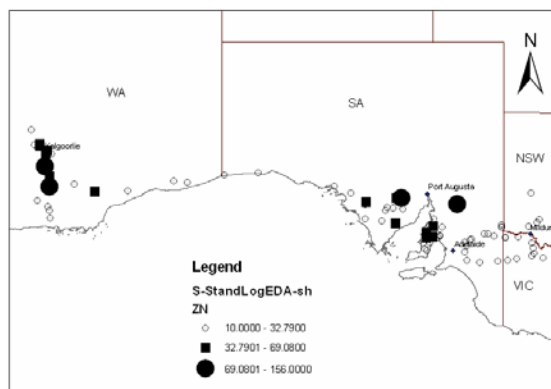 N
WA
SA
NSW
Port Augusta
Adelaide
VIC
Legend
S-StandLogEDA-sh
ZN
10.0000 - 32.7900
32.7901 - 69.0800
69.0801 - 156.0000